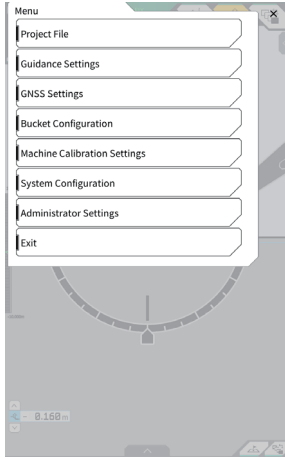 Menu
Project File
Guidance Settings
GNSS Settings
Bucket Configuration
Machine Calibration Settings
System Configuration
Administrator Settings
Exit
- 0.160 m